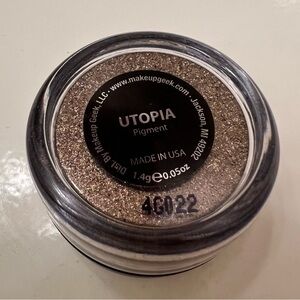 Dist. By Makeup Geek LLC - www.makeupgeek.com - Jackson, MI 49202
UTOPIA
Pigment
MADE IN USA
1.4g℮0.05oz
4G022